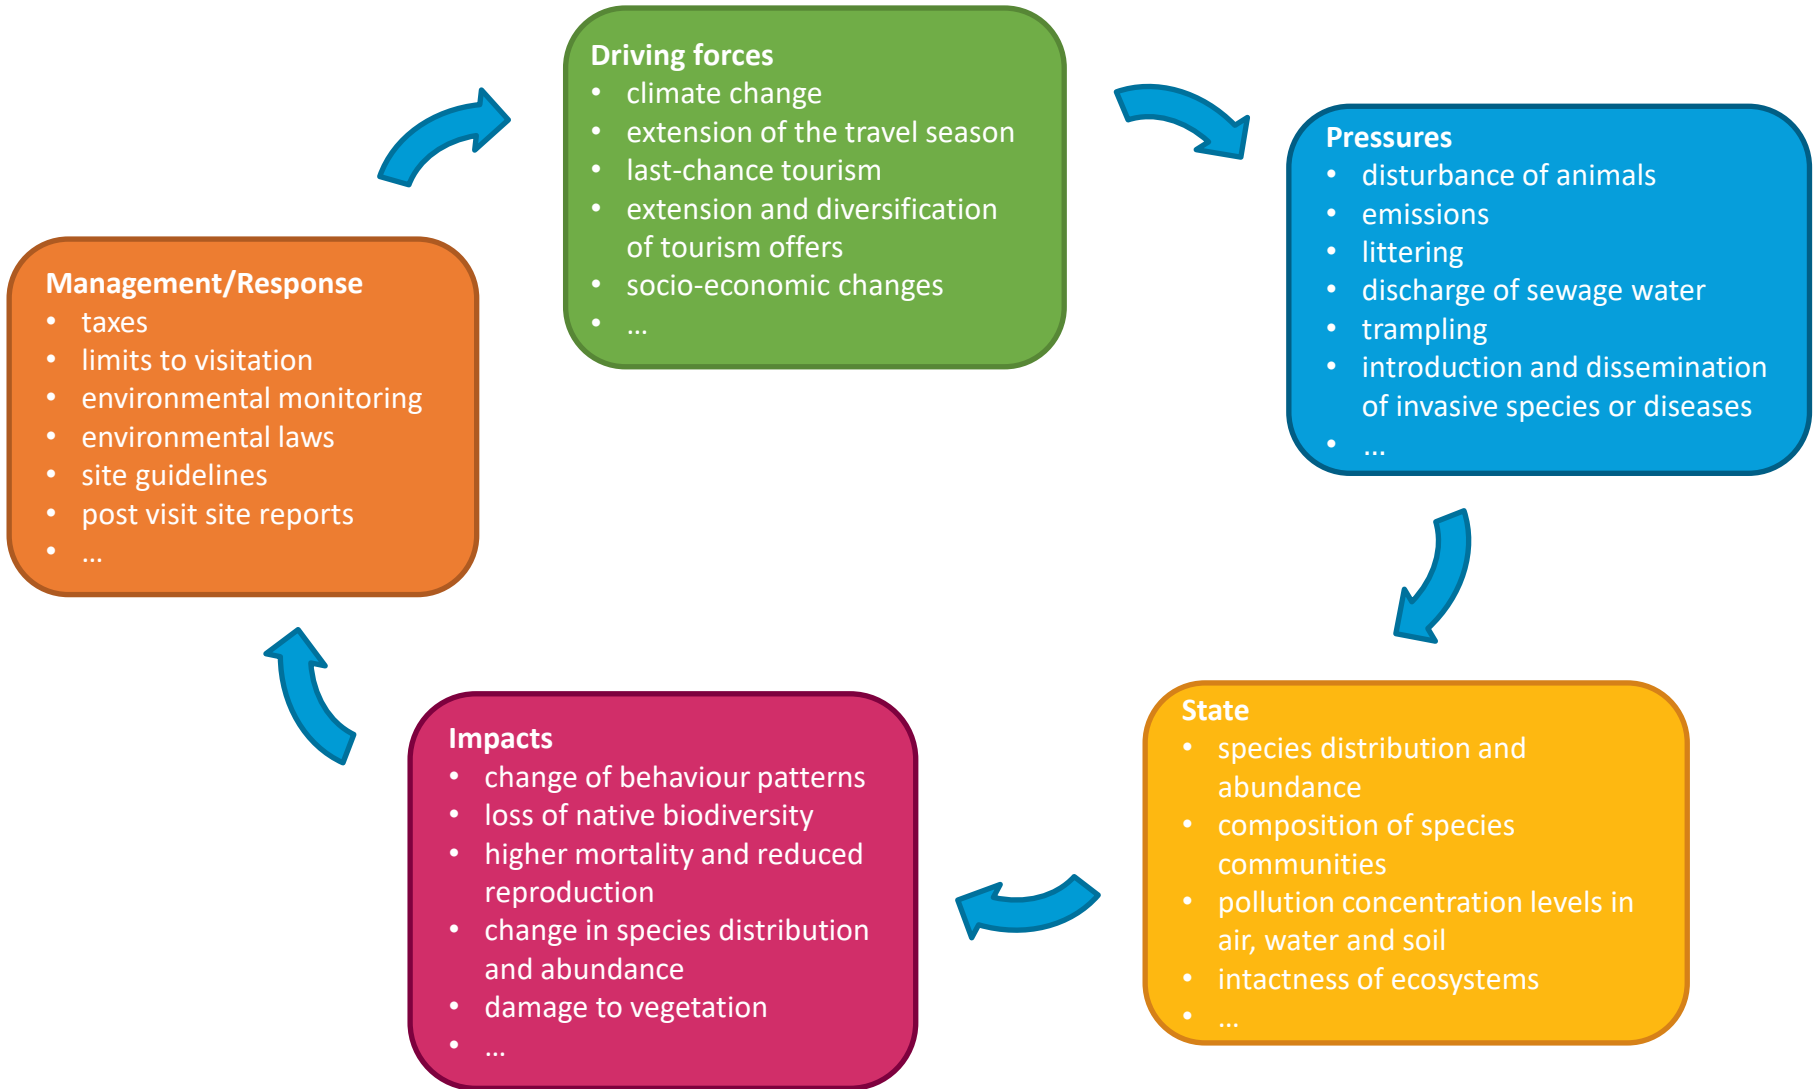 Driving forces
• climate change
• extension of the travel season
• last-chance tourism
• extension and diversification
of tourism offers
• socio-economic changes
• ...
Pressures
• disturbance of animals
• emissions
• littering
• discharge of sewage water
• trampling
• introduction and dissemination
of invasive species or diseases
• ...
State
• species distribution and
abundance
• composition of species
communities
• pollution concentration levels in
air, water and soil
• intactness of ecosystems
• ...
Impacts
• change of behaviour patterns
• loss of native biodiversity
• higher mortality and reduced
reproduction
• change in species distribution
and abundance
• damage to vegetation
• ...
Management/Response
• taxes
• limits to visitation
• environmental monitoring
• environmental laws
• site guidelines
• post visit site reports
• ...